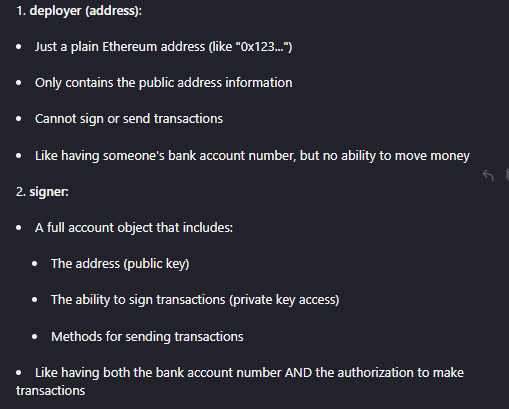 1. deployer (address):
• Just a plain Ethereum address (like "0x123...")
• Only contains the public address information
• Cannot sign or send transactions
• Like having someone's bank account number, but no ability to move money
2. signer:
• A full account object that includes:
• The address (public key)
• The ability to sign transactions (private key access)
• Methods for sending transactions
• Like having both the bank account number AND the authorization to make
transactions